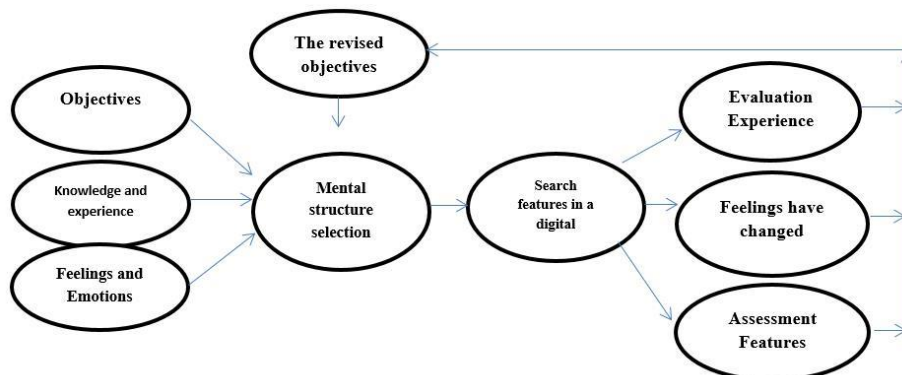 The revised
objectives
Objectives
Knowledge and
experience
Feelings and
Emotions
Mental
structure
selection
Search
features in a
digital
Evaluation
Experience
Feelings have
changed
Assessment
Features